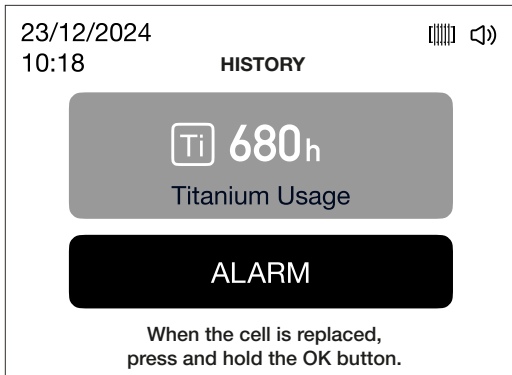 23/12/2024
10:18
HISTORY
Ti 680h
Titanium Usage
ALARM
When the cell is replaced,
press and hold the OK button.